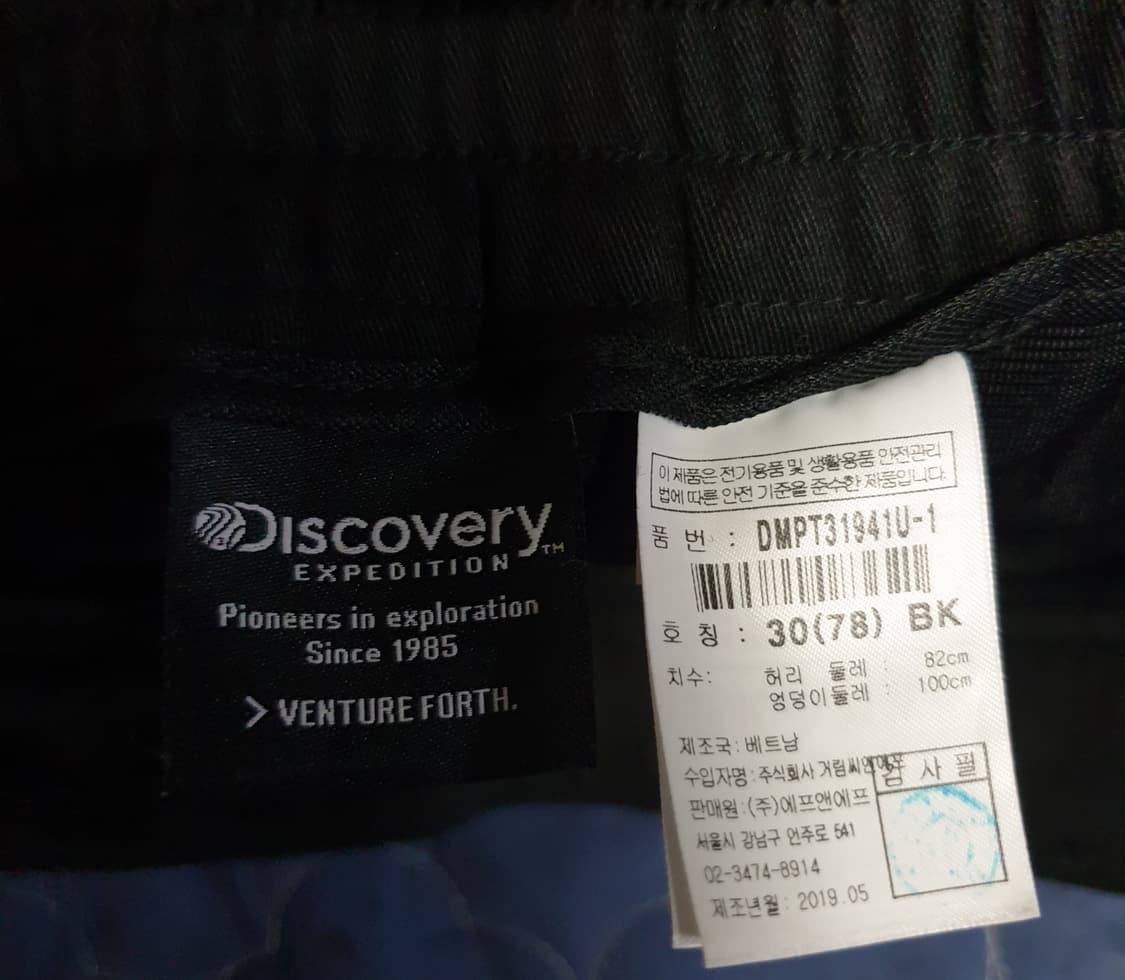 Discovery™
EXPEDITION
Pioneers in exploration
Since 1985
> VENTURE FORTH.
이 제품은 전기용품 및 생활용품 안전관리
법에 따른 안전 기준을 준수한 제품입니다.
품 번 : DMPT31941U-1
호 칭 : 30(78) BK
치수: 허리 둘레 : 82cm
엉덩이둘레 : 100cm
제조국:베트남
수입자명:주식회사 거림씨앤에프
검 사 필
판매원:(주)에프앤에프
서울시 강남구 언주로 541
02-3474-8914
제조년월: 2019.05